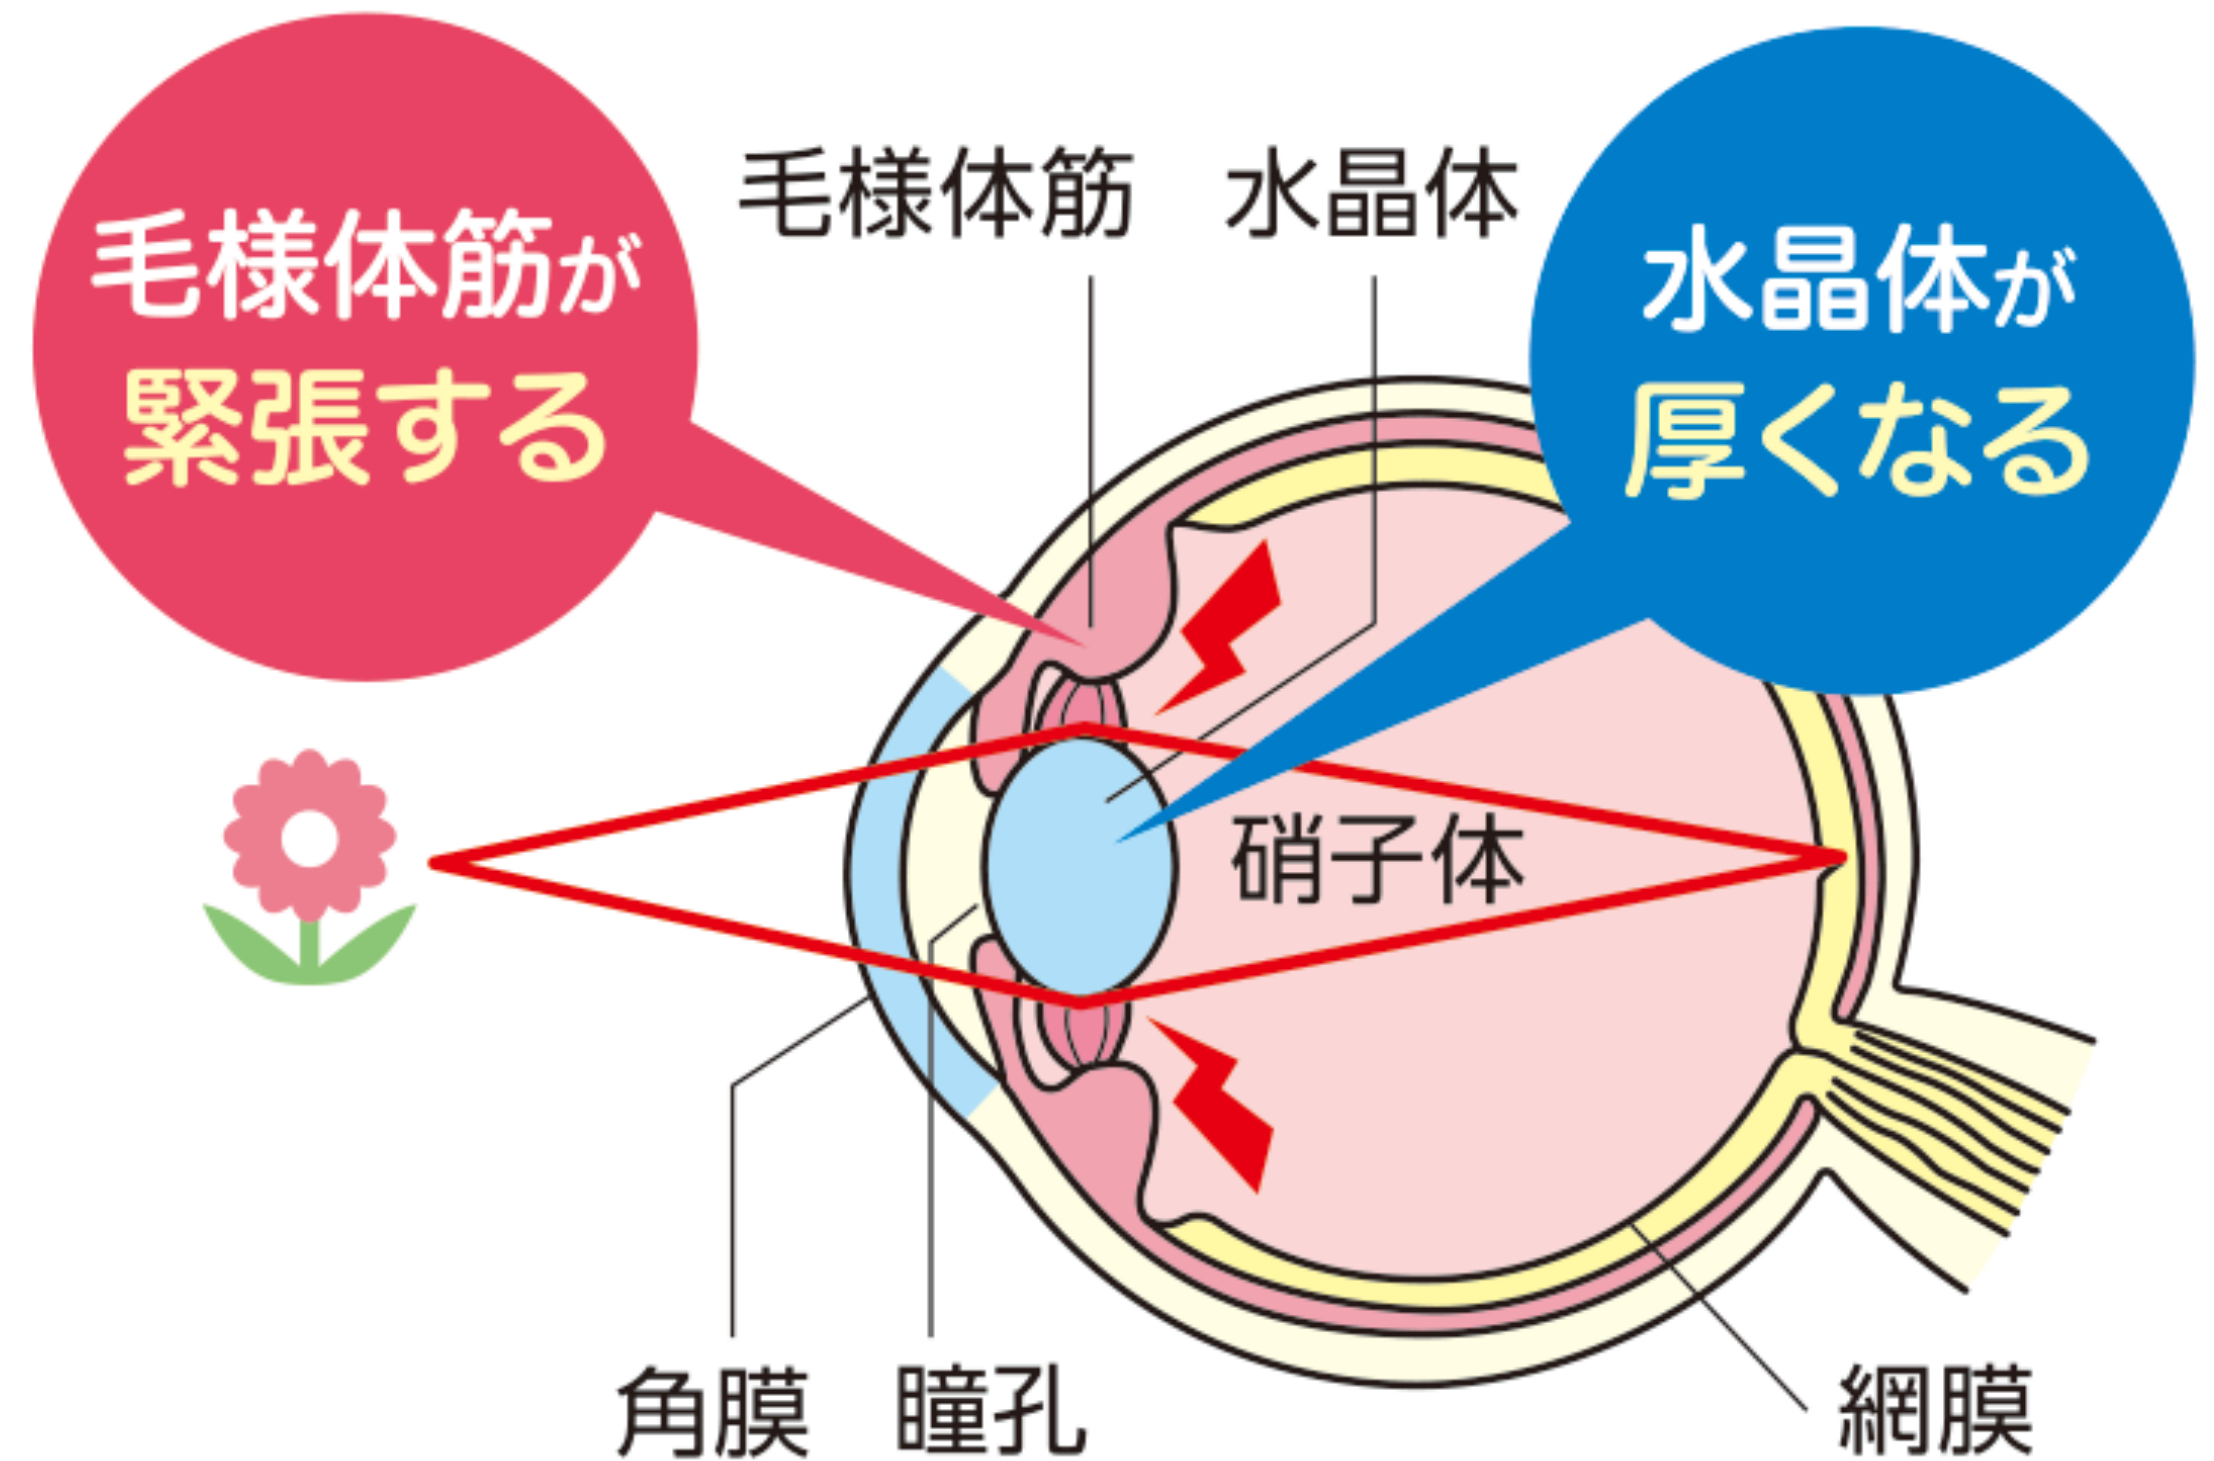 毛様体筋が
緊張する
毛様体筋
水晶体
水晶体が
厚くなる
硝子体
角膜
瞳孔
網膜